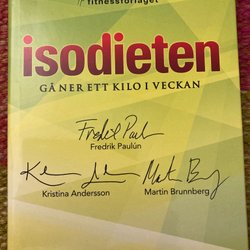 fitnessförlaget
isodieten
GÅ NER ETT KILO I VECKAN
Fredrik Paulún
Kristina Andersson
Martin Brunnberg